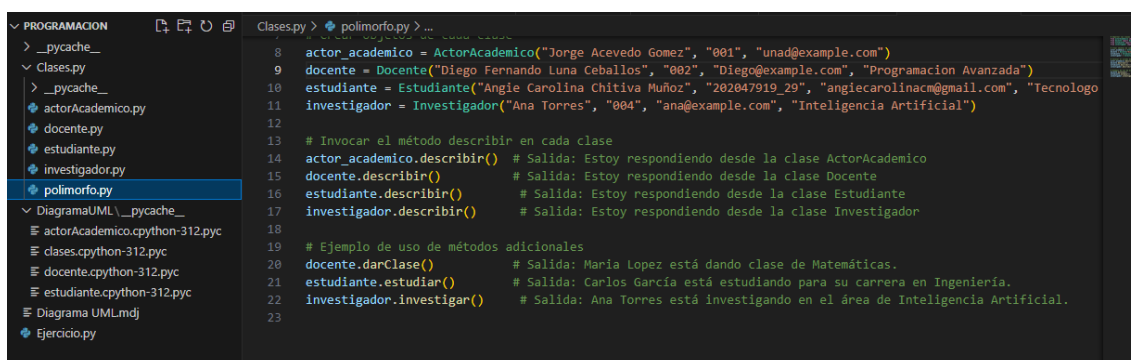 PROGRAMACION
> __pycache__
Clases.py
> __pycache__
actorAcademico.py
docente.py
estudiante.py
investigador.py
polimorfo.py
DiagramaUML\__pycache__
actorAcademico.cpython-312.pyc
clases.cpython-312.pyc
docente.cpython-312.pyc
estudiante.cpython-312.pyc
Diagrama UML.mdj
Ejercicio.py
Clases.py > polimorfo.py > ...
7 # Crear objetos de cada clase
8 actor_academico = ActorAcademico("Jorge Acevedo Gomez", "001", "unad@example.com")
9 docente = Docente("Diego Fernando Luna Ceballos", "002", "Diego@example.com", "Programacion Avanzada")
10 estudiante = Estudiante("Angie Carolina Chitiva Muñoz", "202047919_29", "angiecarolinacm@gmail.com", "Tecnologo
11 investigador = Investigador("Ana Torres", "004", "ana@example.com", "Inteligencia Artificial")
12
13 # Invocar el método describir en cada clase
14 actor_academico.describir() # Salida: Estoy respondiendo desde la clase ActorAcademico
15 docente.describir() # Salida: Estoy respondiendo desde la clase Docente
16 estudiante.describir() # Salida: Estoy respondiendo desde la clase Estudiante
17 investigador.describir() # Salida: Estoy respondiendo desde la clase Investigador
18
19 # Ejemplo de uso de métodos adicionales
20 docente.darClase() # Salida: Maria Lopez está dando clase de Matemáticas.
21 estudiante.estudiar() # Salida: Carlos García está estudiando para su carrera en Ingeniería.
22 investigador.investigar() # Salida: Ana Torres está investigando en el área de Inteligencia Artificial.
23